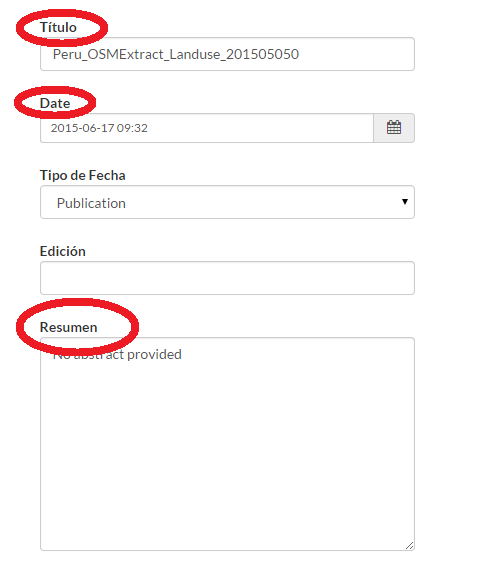 Título
Peru_OSMExtract_Landuse_201505050
Date
2015-06-17 09:32
Tipo de Fecha
Publication
Edición
Resumen
No abstract provided